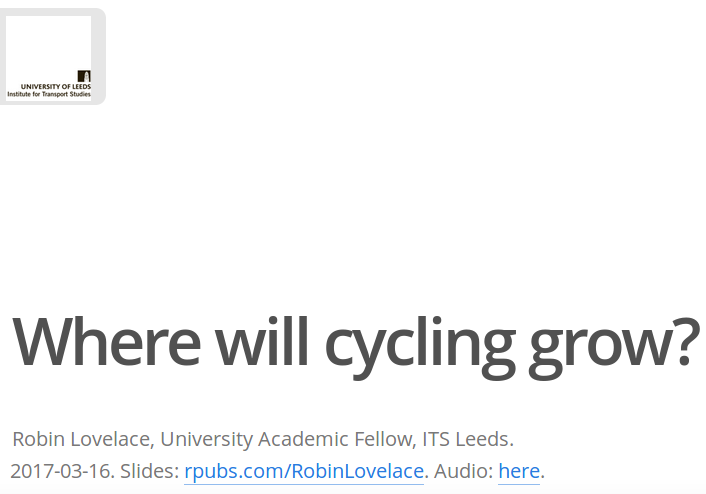 UNIVERSITY OF LEEDS
Institute for Transport Studies
Where will cycling grow?
Robin Lovelace, University Academic Fellow, ITS Leeds.
2017-03-16. Slides: rpubs.com/RobinLovelace. Audio: here.